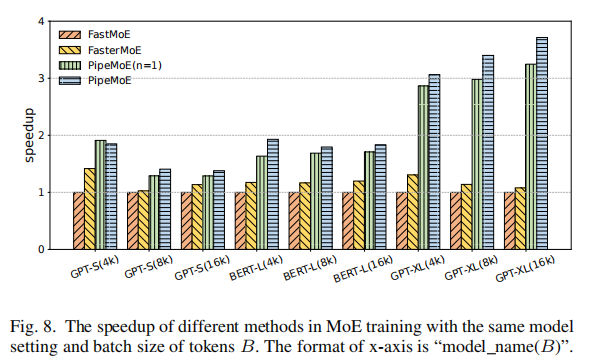 4
3
2
1
0
speedup
FastMoE
FasterMoE
PipeMoE(n=1)
PipeMoE
GPT-S(4k)
GPT-S(8k)
GPT-S(16k)
BERT-L(4k)
BERT-L(8k)
BERT-L(16k)
GPT-XL(4k)
GPT-XL(8k)
GPT-XL(16k)
Fig. 8. The speedup of different methods in MoE training with the same model
setting and batch size of tokens B. The format of x-axis is “model_name(B)”.